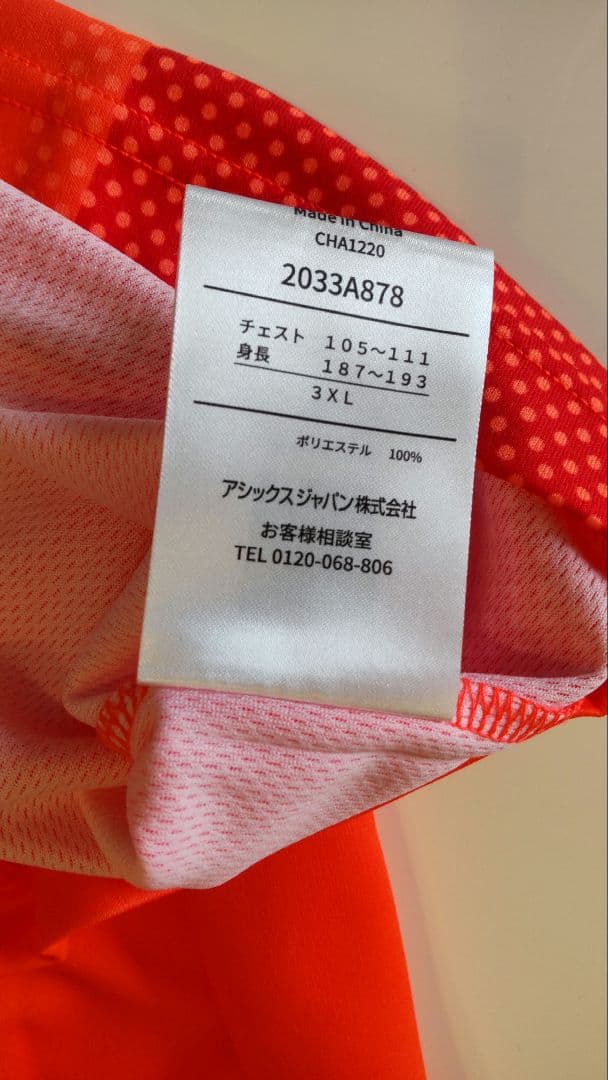 Made in China
CHA1220
2033A878
チェスト 105～111
身長 187～193
3XL
ポリエステル 100%
アシックスジャパン株式会社
お客様相談室
TEL 0120-068-806